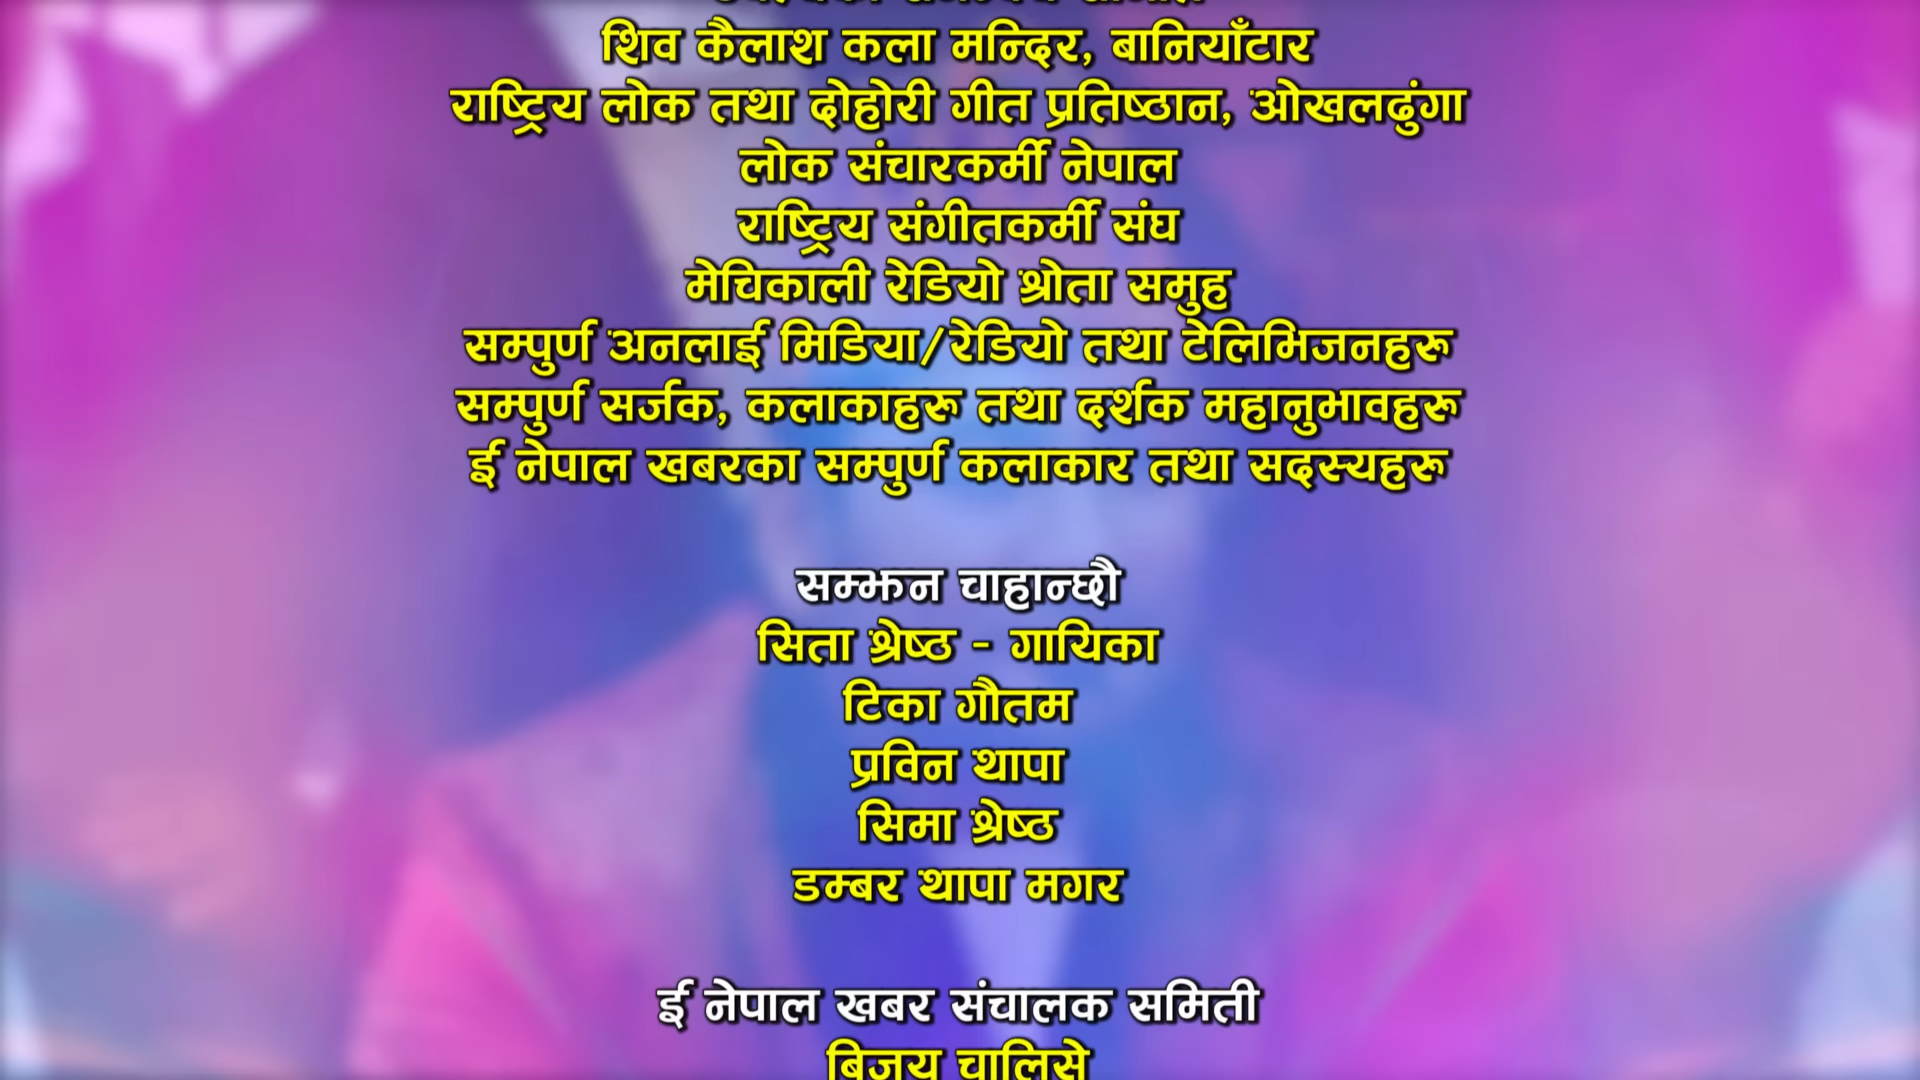 शिव कैलाश कला मन्दिर, बानियाँटार
राष्ट्रिय लोक तथा दोहोरी गीत प्रतिष्ठान, ओखलढुंगा
लोक संचारकर्मी नेपाल
राष्ट्रिय संगीतकर्मी संघ
मेचिकाली रेडियो श्रोता समुह
सम्पुर्ण अनलाई मिडिया/रेडियो तथा टेलिभिजनहरू
सम्पुर्ण सर्जक, कलाकाहरू तथा दर्शक महानुभावहरू
ई नेपाल खबरका सम्पुर्ण कलाकार तथा सदस्यहरू
सम्झन चाहान्छौ
सिता श्रेष्ठ - गायिका
टिका गौतम
प्रविन थापा
सिमा श्रेष्ठ
डम्बर थापा मगर
ई नेपाल खबर संचालक समिती
बिजय चालिसे